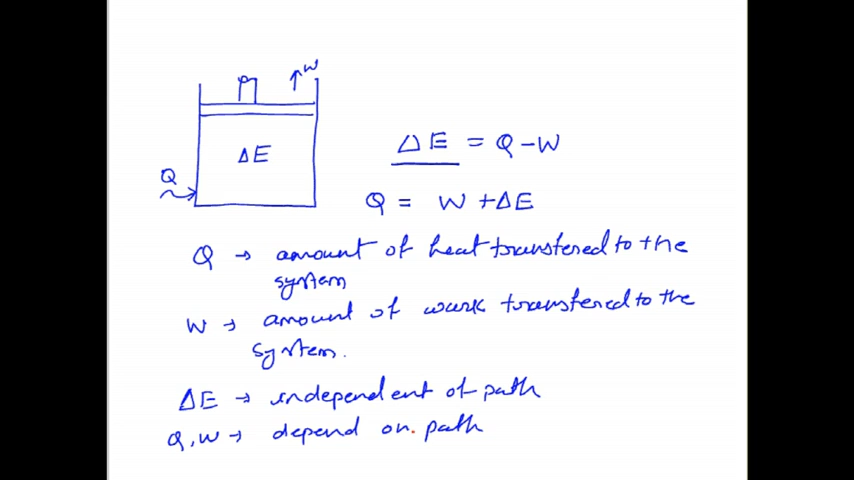 W
ΔE
Q
ΔE = Q - W
Q = W + ΔE
Q → amount of heat transfered to the
system
W → amount of work transfered to the
system.
ΔE → independent of path
Q, W → depend on path